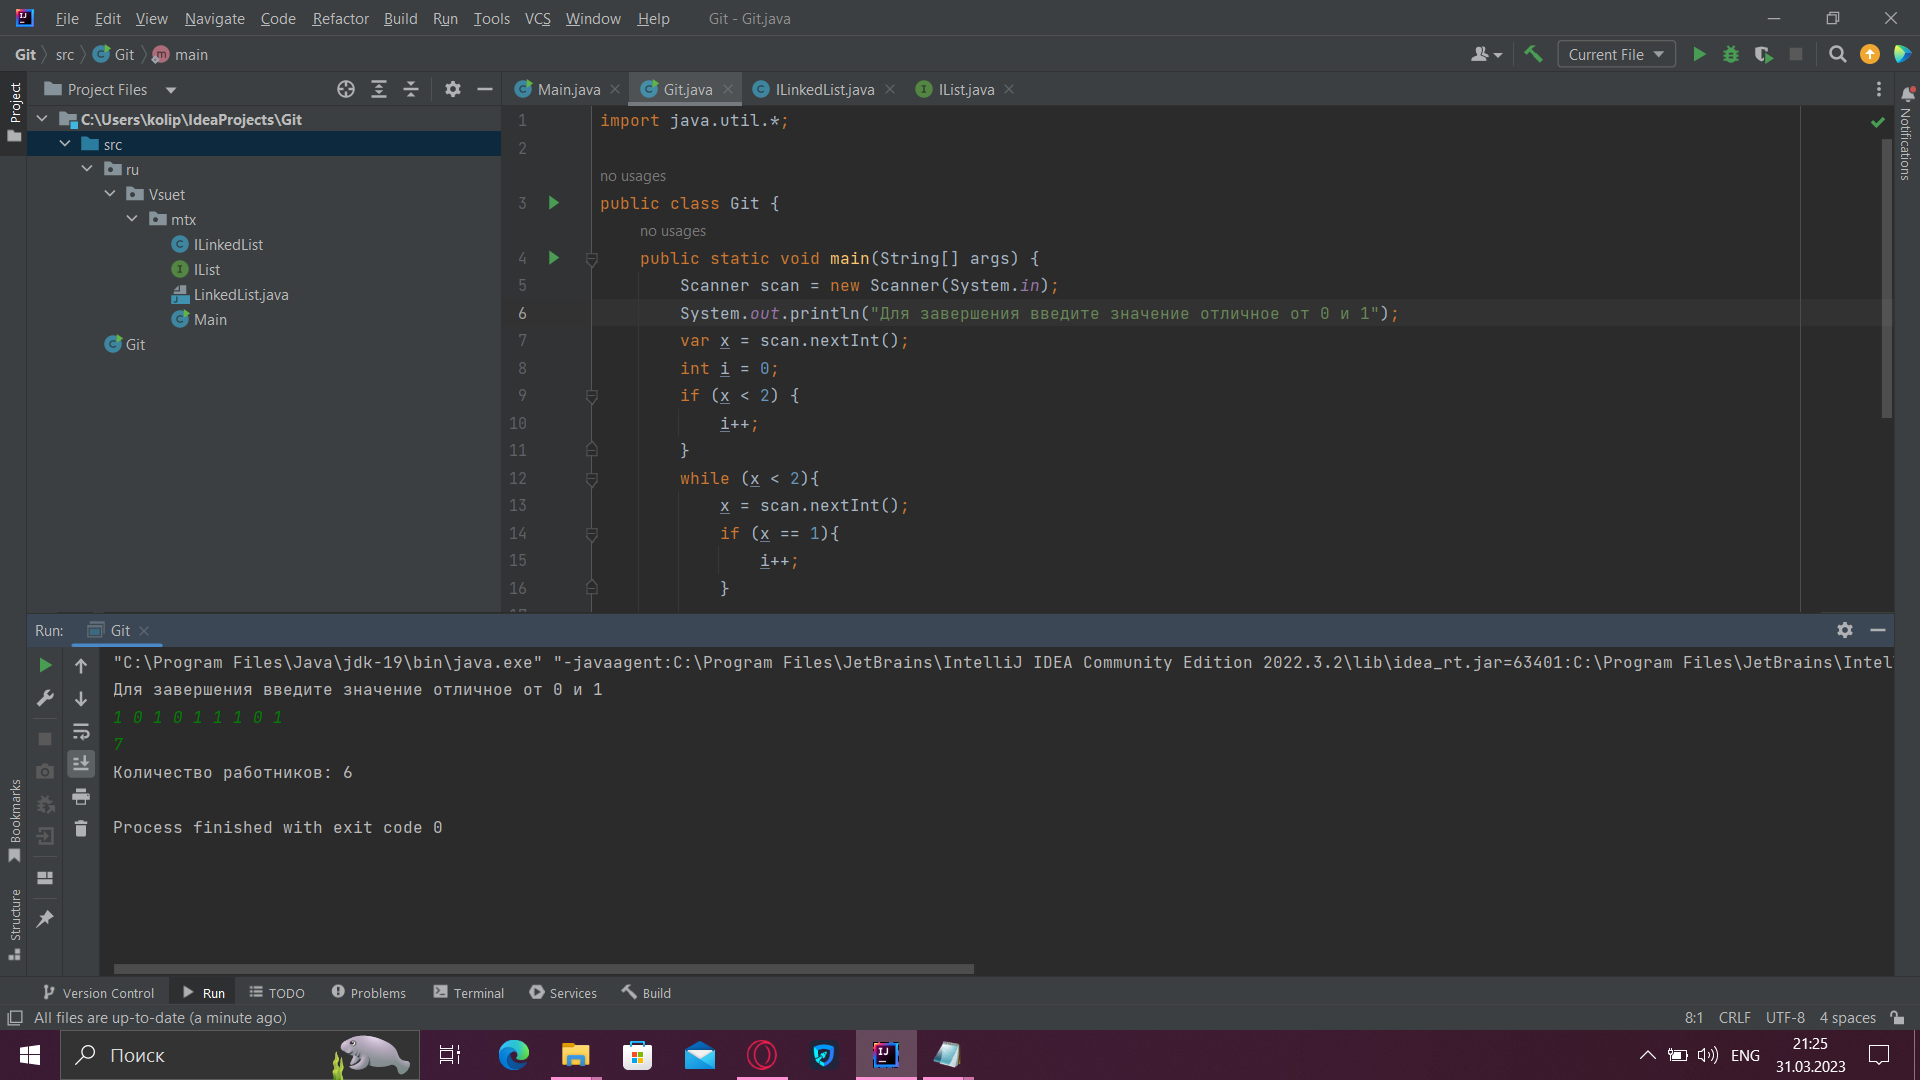 File Edit View Navigate Code Refactor Build Run Tools VCS Window Help Git - Git.java
Git src Git main Current File
Project Project Files Main.java Git.java ILinkedList.java IList.java Notifications
C:\Users\kolip\IdeaProjects\Git
src
ru
Vsuet
mtx
ILinkedList
IList
LinkedList.java
Main
Git
1 import java.util.*;
2
no usages
3 public class Git {
no usages
4 public static void main(String[] args) {
5 Scanner scan = new Scanner(System.in);
6 System.out.println("Для завершения введите значение отличное от 0 и 1");
7 var x = scan.nextInt();
8 int i = 0;
9 if (x < 2) {
10 i++;
11 }
12 while (x < 2){
13 x = scan.nextInt();
14 if (x == 1){
15 i++;
16 }
Run: Git
"C:\Program Files\Java\jdk-19\bin\java.exe" "-javaagent:C:\Program Files\JetBrains\IntelliJ IDEA Community Edition 2022.3.2\lib\idea_rt.jar=63401:C:\Program Files\JetBrains\Intel
Для завершения введите значение отличное от 0 и 1
1 0 1 0 1 1 1 0 1
7
Количество работников: 6
Process finished with exit code 0
Bookmarks
Structure
Version Control Run TODO Problems Terminal Services Build
All files are up-to-date (a minute ago) 8:1 CRLF UTF-8 4 spaces
Поиск IJ ENG 21:25
31.03.2023